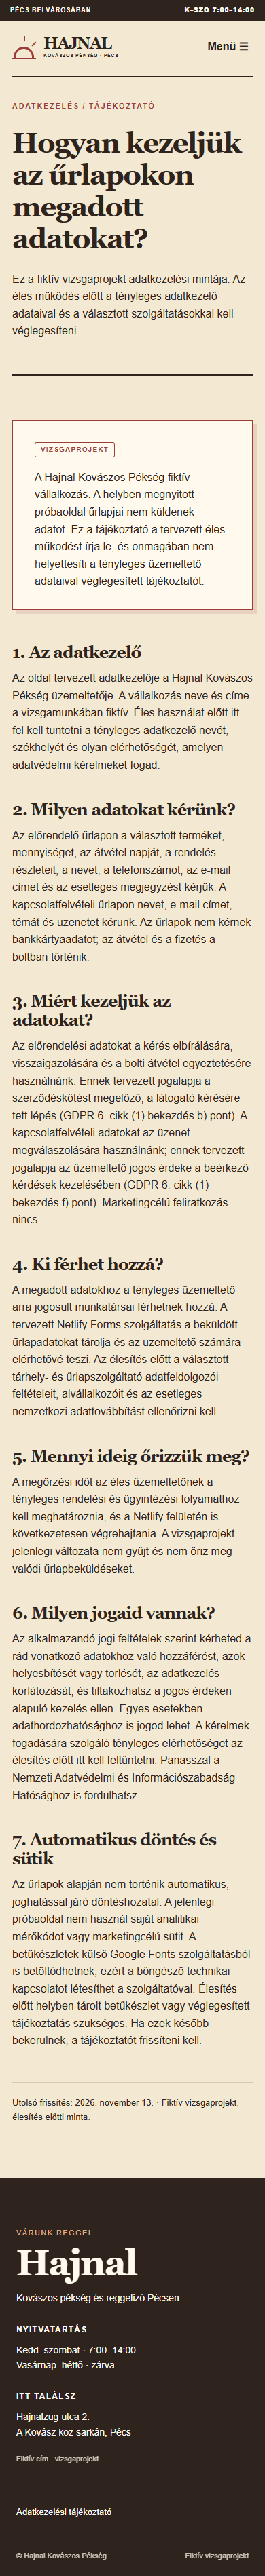 PÉCS BELVÁROSÁBAN
K–SZO 7:00–14:00
HAJNAL
KOVÁSZOS PÉKSÉG · PÉCS
Menü ☰
ADATKEZELÉS / TÁJÉKOZTATÓ
Hogyan kezeljük
az űrlapokon
megadott
adatokat?
Ez a fiktív vizsgaprojekt adatkezelési mintája. Az
éles működés előtt a tényleges adatkezelő
adataival és a választott szolgáltatásokkal kell
véglegesíteni.
VIZSGAPROJEKT
A Hajnal Kovászos Pékség fiktív
vállalkozás. A helyben megnyitott
próbaoldal űrlapjai nem küldenek
adatot. Ez a tájékoztató a tervezett éles
működést írja le, és önmagában nem
helyettesíti a tényleges üzemeltető
adataival véglegesített tájékoztatót.
1. Az adatkezelő
Az oldal tervezett adatkezelője a Hajnal Kovászos
Pékség üzemeltetője. A vállalkozás neve és címe
a vizsgamunkában fiktív. Éles használat előtt itt
fel kell tüntetni a tényleges adatkezelő nevét,
székhelyét és olyan elérhetőségét, amelyen
adatvédelmi kérelmeket fogad.
2. Milyen adatokat kérünk?
Az előrendelő űrlapon a választott terméket,
mennyiséget, az átvétel napját, a rendelés
részleteit, a nevet, a telefonszámot, az e-mail
címet és az esetleges megjegyzést kérjük. A
kapcsolatfelvételi űrlapon nevet, e-mail címet,
témát és üzenetet kérünk. Az űrlapok nem kérnek
bankkártyaadatot; az átvétel és a fizetés a
boltban történik.
3. Miért kezeljük az
adatokat?
Az előrendelési adatokat a kérés elbírálására,
visszaigazolására és a bolti átvétel egyeztetésére
használnánk. Ennek tervezett jogalapja a
szerződéskötést megelőző, a látogató kérésére
tett lépés (GDPR 6. cikk (1) bekezdés b) pont). A
kapcsolatfelvételi adatokat az üzenet
megválaszolására használnánk; ennek tervezett
jogalapja az üzemeltető jogos érdeke a beérkező
kérdések kezelésében (GDPR 6. cikk (1)
bekezdés f) pont). Marketingcélú feliratkozás
nincs.
4. Ki férhet hozzá?
A megadott adatokhoz a tényleges üzemeltető
arra jogosult munkatársai férhetnek hozzá. A
tervezett Netlify Forms szolgáltatás a beküldött
űrlapadatokat tárolja és az üzemeltető számára
elérhetővé teszi. Az élesítés előtt a választott
tárhely- és űrlapszolgáltató adatfeldolgozói
feltételeit, alvállalkozóit és az esetleges
nemzetközi adattovábbítást ellenőrizni kell.
5. Mennyi ideig őrizzük meg?
A megőrzési időt az éles üzemeltetőnek a
tényleges rendelési és ügyintézési folyamathoz
kell meghatároznia, és a Netlify felületén is
következetesen végrehajtania. A vizsgaprojekt
jelenlegi változata nem gyűjt és nem őriz meg
valódi űrlapbeküldéseket.
6. Milyen jogaid vannak?
Az alkalmazandó jogi feltételek szerint kérheted a
rád vonatkozó adatokhoz való hozzáférést, azok
helyesbítését vagy törlését, az adatkezelés
korlátozását, és tiltakozhatsz a jogos érdeken
alapuló kezelés ellen. Egyes esetekben
adathordozhatósághoz is jogod lehet. A kérelmek
fogadására szolgáló tényleges elérhetőséget az
élesítés előtt itt kell feltüntetni. Panasszal a
Nemzeti Adatvédelmi és Információszabadság
Hatósághoz is fordulhatsz.
7. Automatikus döntés és
sütik
Az űrlapok alapján nem történik automatikus,
joghatással járó döntéshozatal. A jelenlegi
próbaoldal nem használ saját analitikai
mérőkódot vagy marketingcélú sütit. A
betűkészletek külső Google Fonts szolgáltatásból
is betöltődhetnek, ezért a böngésző technikai
kapcsolatot létesíthet a szolgáltatóval. Élesítés
előtt helyben tárolt betűkészlet vagy véglegesített
tájékoztatás szükséges. Ha ezek később
bekerülnek, a tájékoztatót frissíteni kell.
Utolsó frissítés: 2026. november 13. · Fiktív vizsgaprojekt,
élesítés előtti minta.
VÁRUNK REGGEL.
Hajnal
Kovászos pékség és reggeliző Pécsen.
NYITVATARTÁS
Kedd–szombat · 7:00–14:00
Vasárnap–hétfő · zárva
ITT TALÁLSZ
Hajnalzug utca 2.
A Kovász köz sarkán, Pécs
Fiktív cím · vizsgaprojekt
Adatkezelési tájékoztató
© Hajnal Kovászos Pékség
Fiktív vizsgaprojekt